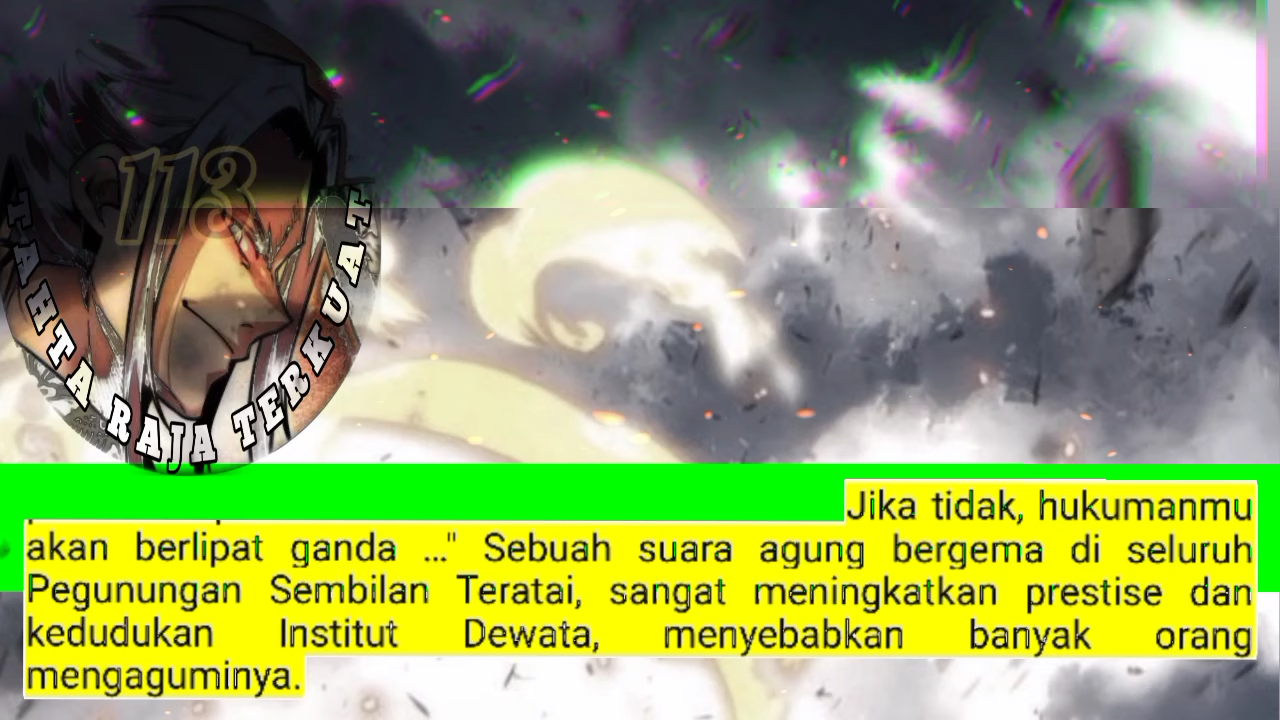 113
TAHTA RAJA TERKUAT
Jika tidak, hukumanmu
akan berlipat ganda ..." Sebuah suara agung bergema di seluruh
Pegunungan Sembilan Teratai, sangat meningkatkan prestise dan
kedudukan Institut Dewata, menyebabkan banyak orang
mengaguminya.